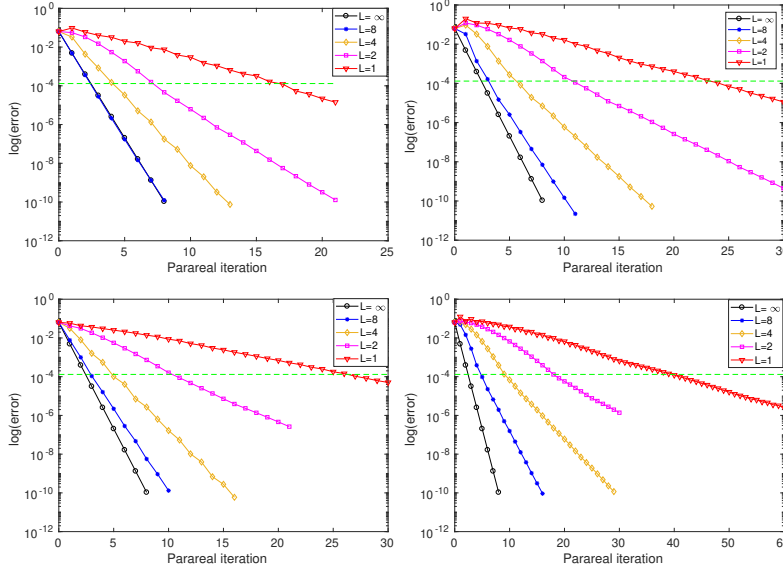 10^0
10^-2
10^-4
10^-6
10^-8
10^-10
10^-12
log(error)
0 5 10 15 20 25
Parareal iteration
L= ∞
L=8
L=4
L=2
L=1
10^0
10^-2
10^-4
10^-6
10^-8
10^-10
10^-12
log(error)
0 5 10 15 20 25 30
Parareal iteration
L= ∞
L=8
L=4
L=2
L=1
10^0
10^-2
10^-4
10^-6
10^-8
10^-10
10^-12
log(error)
0 5 10 15 20 25 30
Parareal iteration
L= ∞
L=8
L=4
L=2
L=1
10^0
10^-2
10^-4
10^-6
10^-8
10^-10
10^-12
log(error)
0 10 20 30 40 50 60
Parareal iteration
L= ∞
L=8
L=4
L=2
L=1